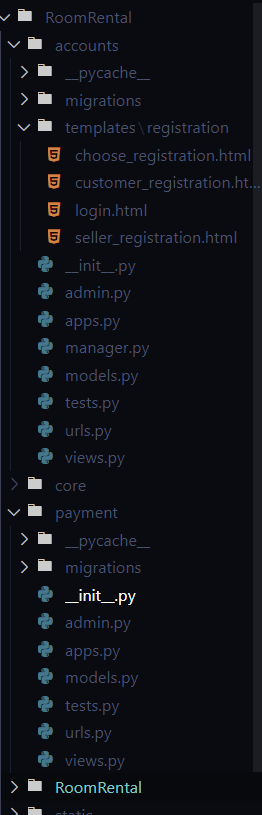 RoomRental
accounts
__pycache__
migrations
templates\registration
choose_registration.html
customer_registration.ht...
login.html
seller_registration.html
__init__.py
admin.py
apps.py
manager.py
models.py
tests.py
urls.py
views.py
core
payment
__pycache__
migrations
__init__.py
admin.py
apps.py
models.py
tests.py
urls.py
views.py
RoomRental
static